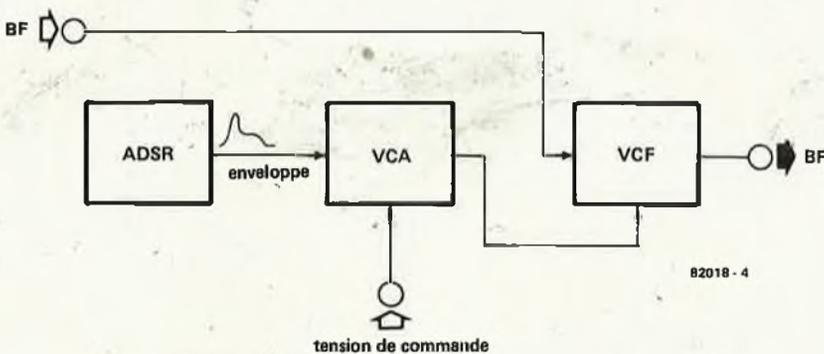 BF
ADSR
enveloppe
VCA
VCF
BF
82018 - 4
tension de commande